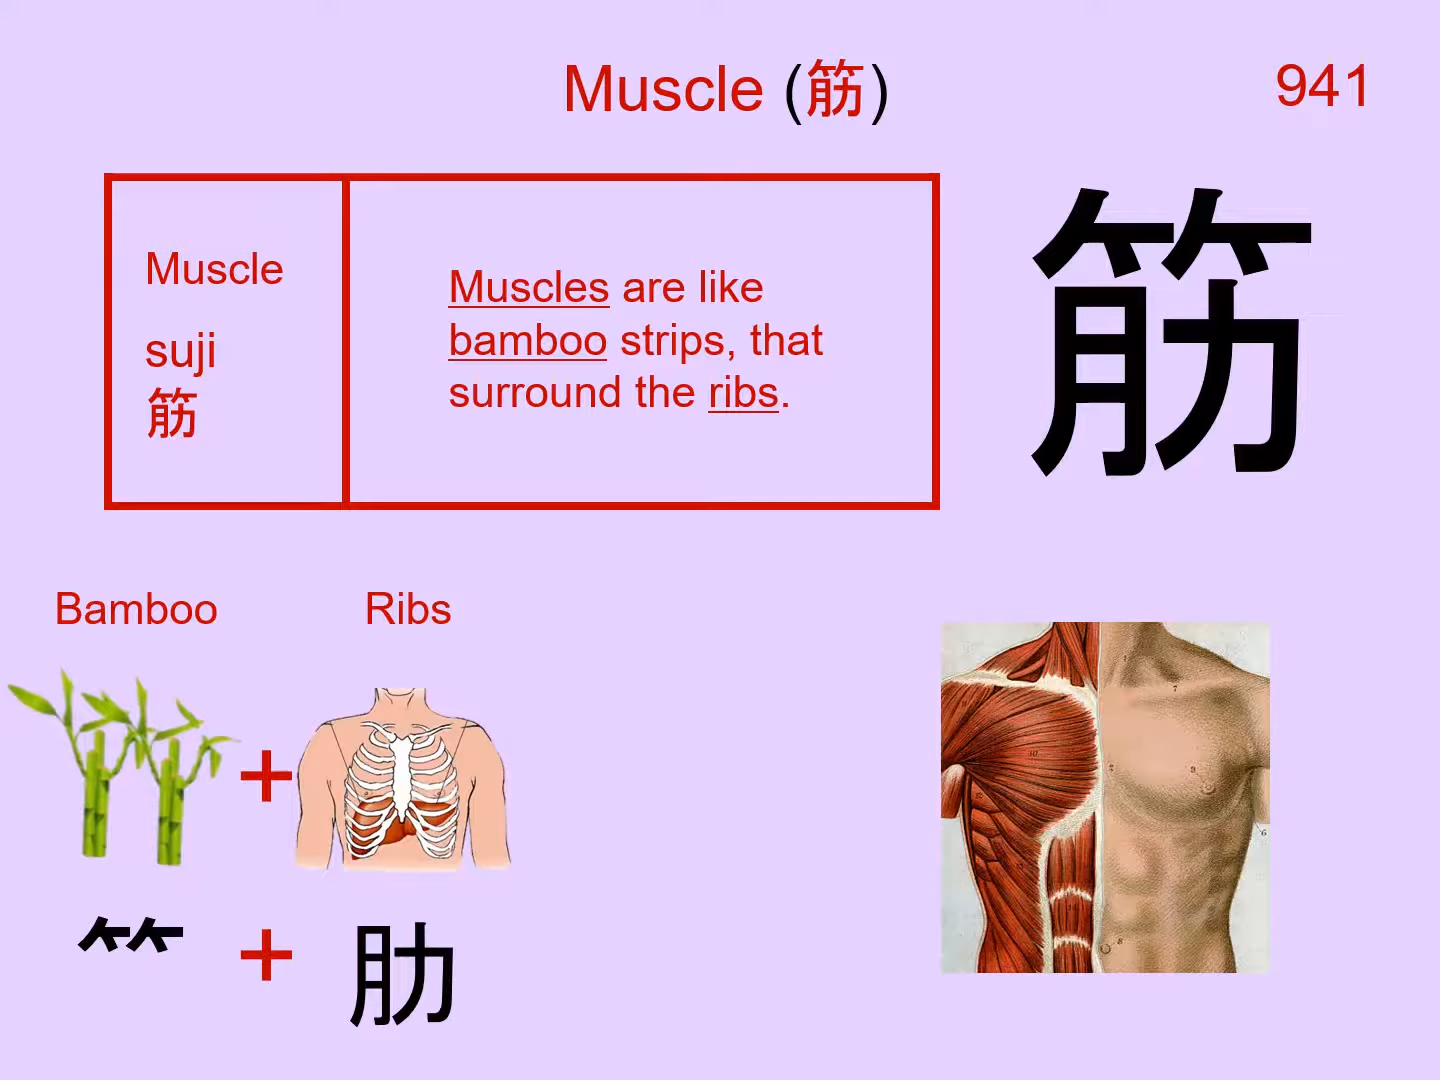 Muscle (筋)
941
Muscle
suji
筋
Muscles are like
bamboo strips, that
surround the ribs.
筋
Bamboo
Ribs
+
⺮ + 肋